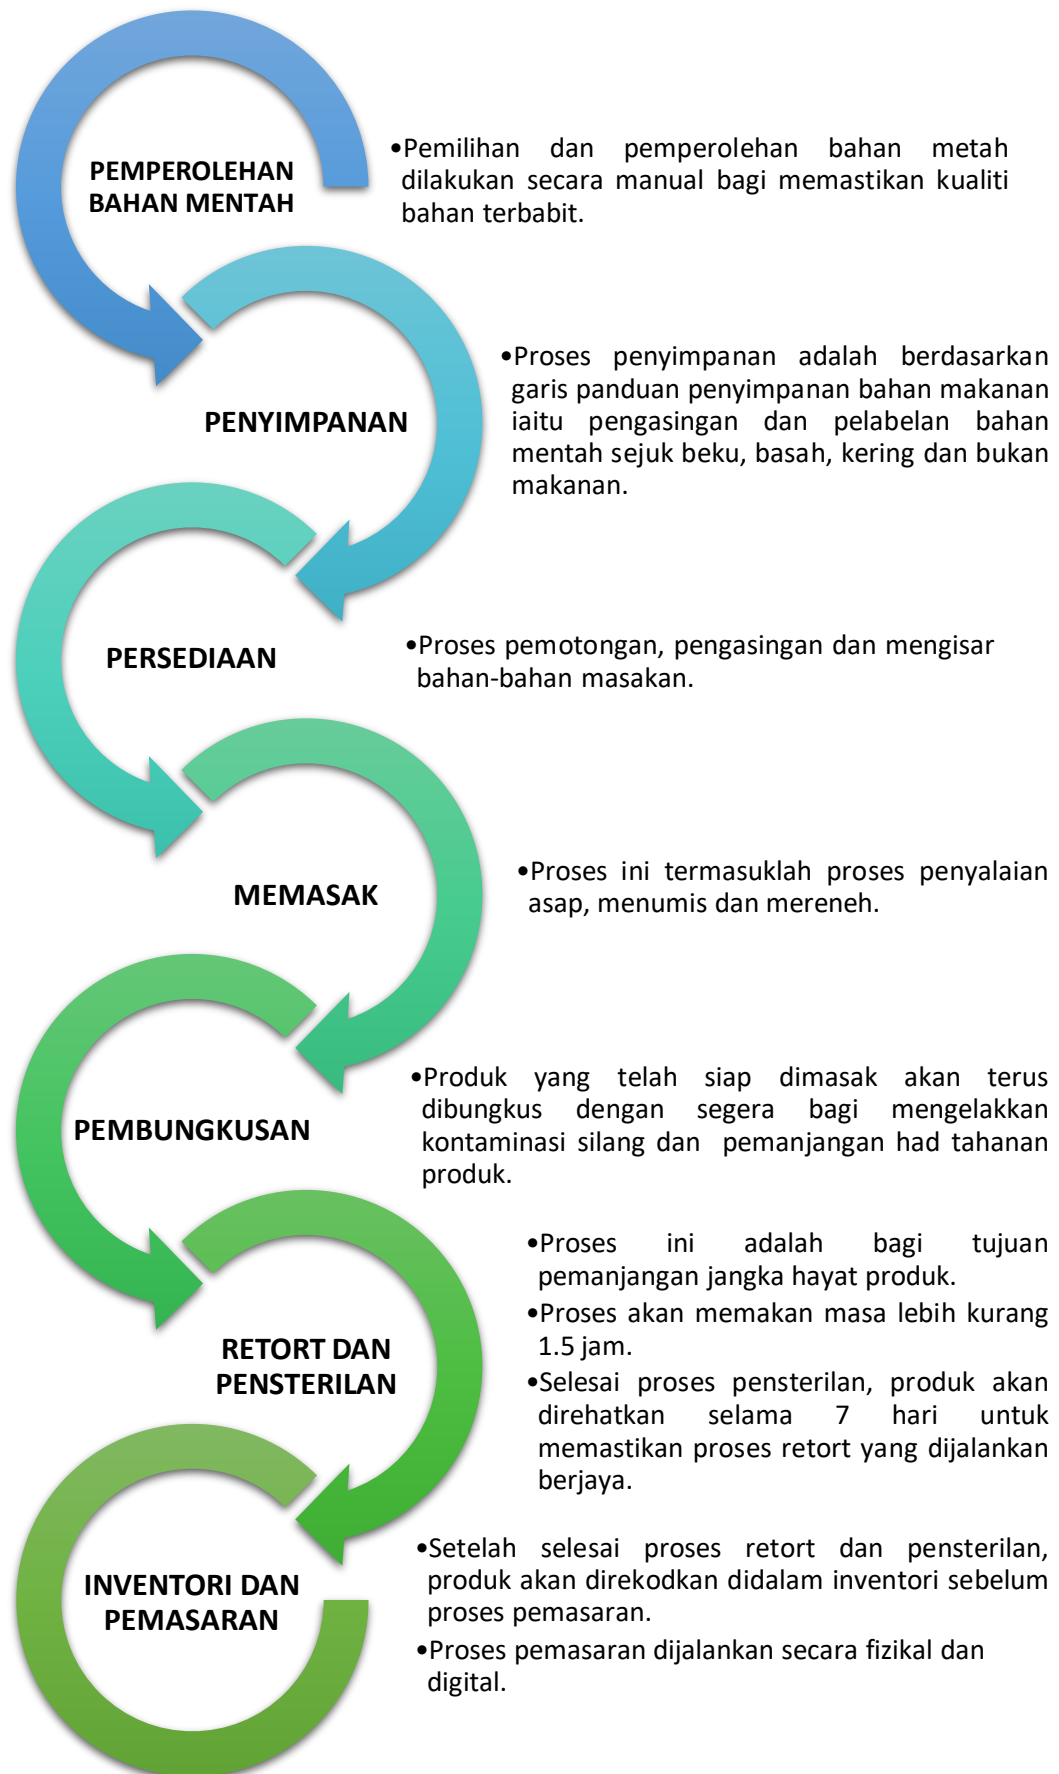 PEMPEROLEHAN
BAHAN MENTAH
•Pemilihan dan pemperolehan bahan metah
dilakukan secara manual bagi memastikan kualiti
bahan terbabit.
PENYIMPANAN
•Proses penyimpanan adalah berdasarkan
garis panduan penyimpanan bahan makanan
iaitu pengasingan dan pelabelan bahan
mentah sejuk beku, basah, kering dan bukan
makanan.
PERSEDIAAN
•Proses pemotongan, pengasingan dan mengisar
bahan-bahan masakan.
MEMASAK
•Proses ini termasuklah proses penyalaian
asap, menumis dan mereneh.
PEMBUNGKUSAN
•Produk yang telah siap dimasak akan terus
dibungkus dengan segera bagi mengelakkan
kontaminasi silang dan pemanjangan had tahanan
produk.
RETORT DAN
PENSTERILAN
•Proses ini adalah bagi tujuan
pemanjangan jangka hayat produk.
•Proses akan memakan masa lebih kurang
1.5 jam.
•Selesai proses pensterilan, produk akan
direhatkan selama 7 hari untuk
memastikan proses retort yang dijalankan
berjaya.
INVENTORI DAN
PEMASARAN
•Setelah selesai proses retort dan pensterilan,
produk akan direkodkan didalam inventori sebelum
proses pemasaran.
•Proses pemasaran dijalankan secara fizikal dan
digital.